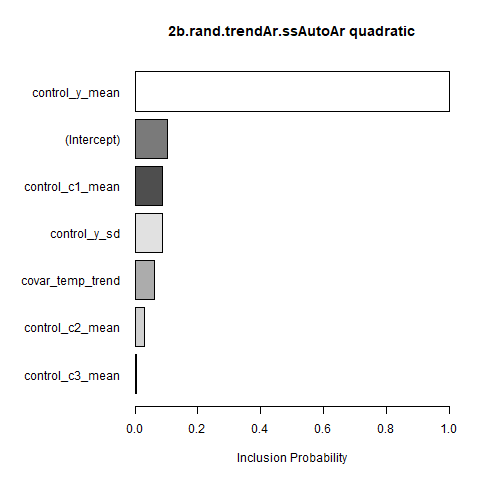 2b.rand.trendAr.ssAutoAr quadratic
control_y_mean
(Intercept)
control_c1_mean
control_y_sd
covar_temp_trend
control_c2_mean
control_c3_mean
0.0 0.2 0.4 0.6 0.8 1.0
Inclusion Probability